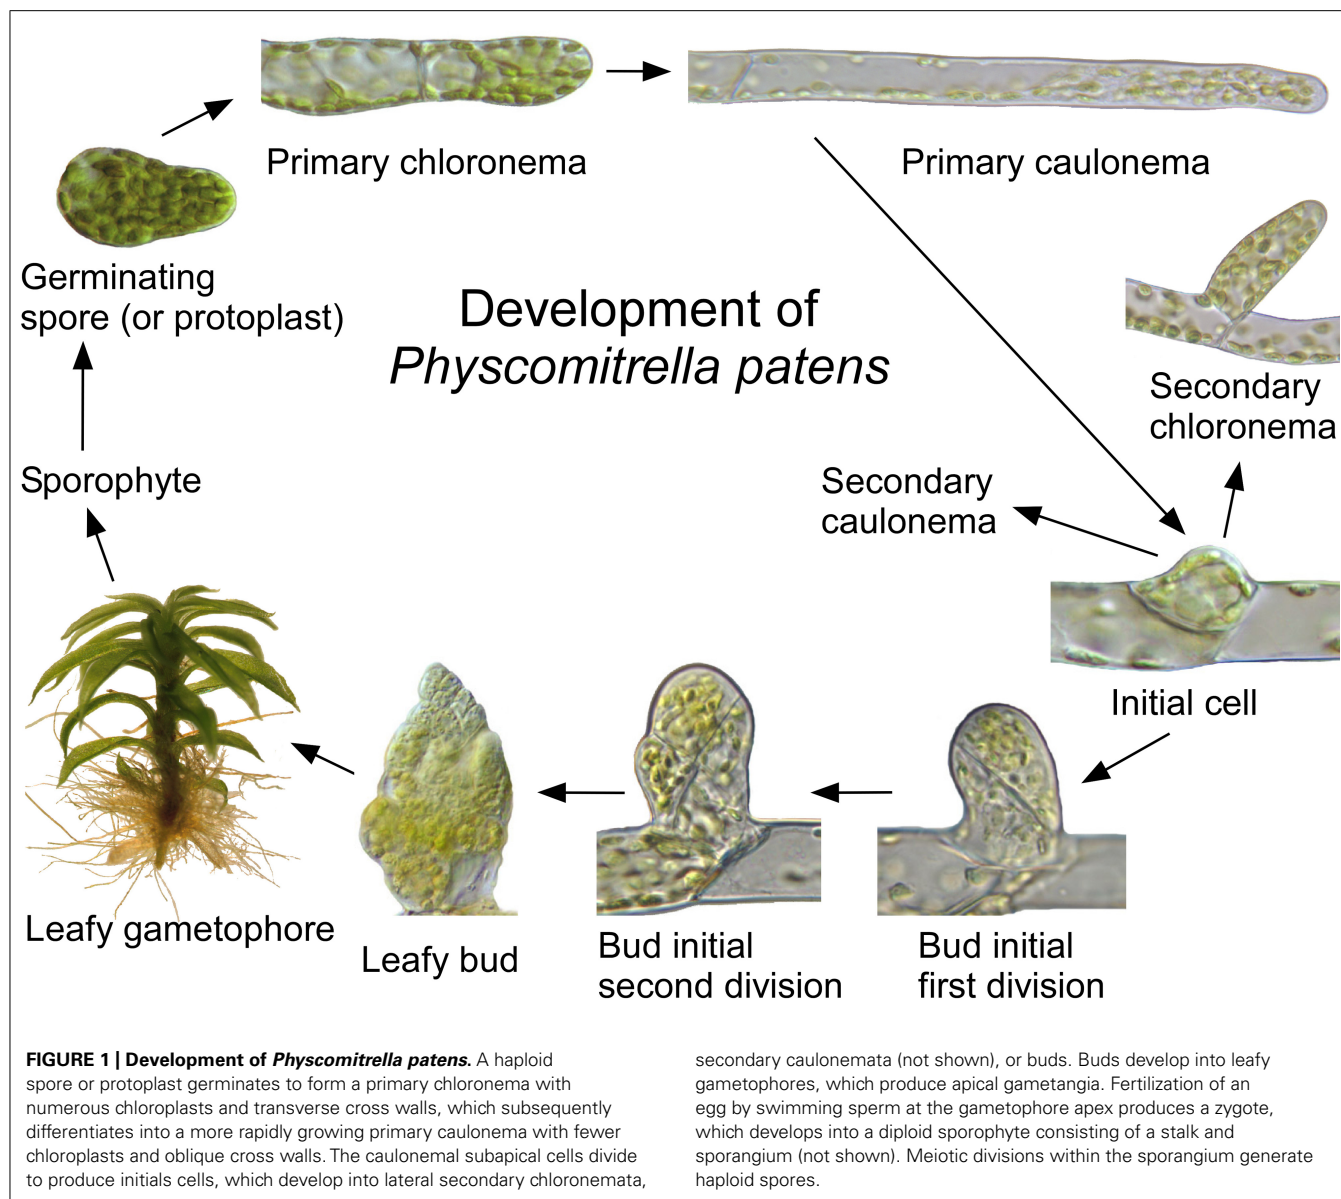 Primary chloronema
Primary caulonema
Germinating
spore (or protoplast)
Development of
Physcomitrella patens
Secondary
chloronema
Sporophyte
Secondary
caulonema
Initial cell
Leafy gametophore
Leafy bud
Bud initial
second division
Bud initial
first division
FIGURE 1 | Development of Physcomitrella patens. A haploid
spore or protoplast germinates to form a primary chloronema with
numerous chloroplasts and transverse cross walls, which subsequently
differentiates into a more rapidly growing primary caulonema with fewer
chloroplasts and oblique cross walls. The caulonemal subapical cells divide
to produce initials cells, which develop into lateral secondary chloronemata,
secondary caulonemata (not shown), or buds. Buds develop into leafy
gametophores, which produce apical gametangia. Fertilization of an
egg by swimming sperm at the gametophore apex produces a zygote,
which develops into a diploid sporophyte consisting of a stalk and
sporangium (not shown). Meiotic divisions within the sporangium generate
haploid spores.